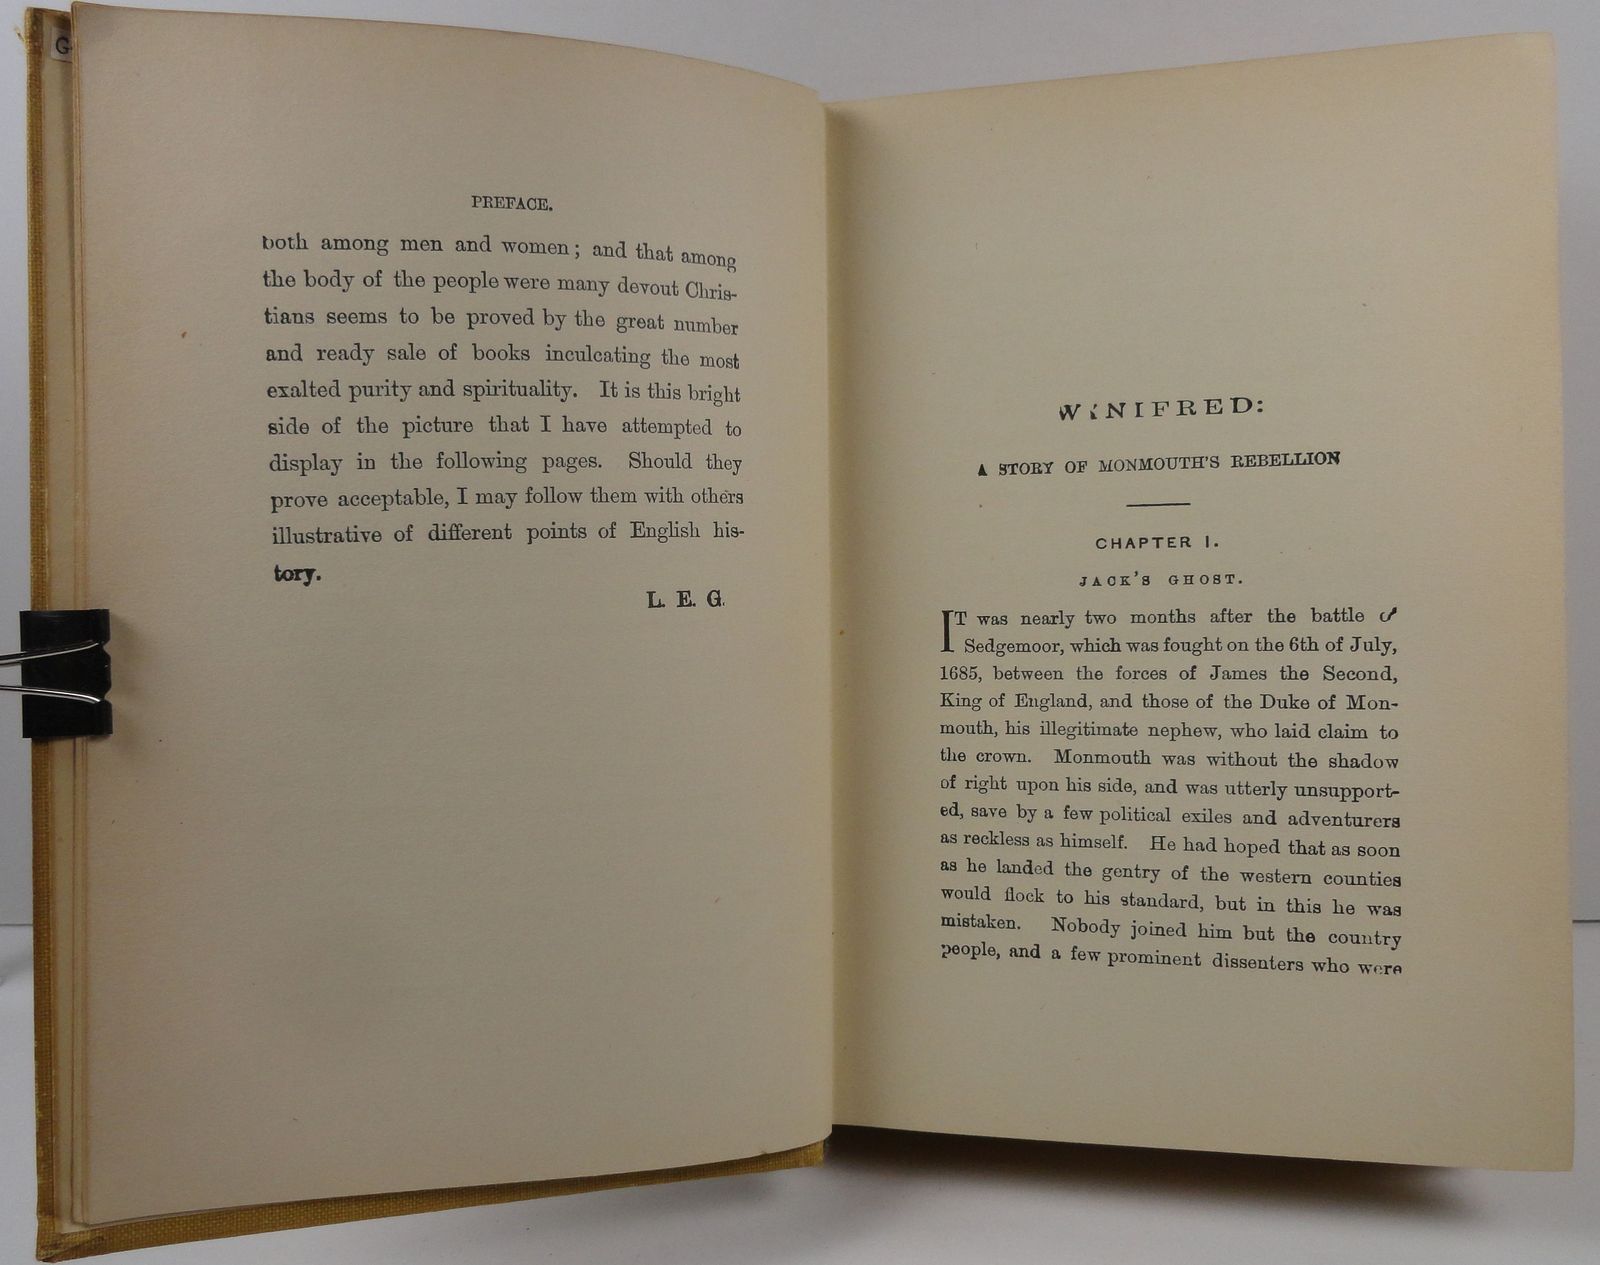 G
PREFACE.
both among men and women; and that among
the body of the people were many devout Chris-
tians seems to be proved by the great number
and ready sale of books inculcating the most
exalted purity and spirituality. It is this bright
side of the picture that I have attempted to
display in the following pages. Should they
prove acceptable, I may follow them with others
illustrative of different points of English his-
tory.
L. E. G.
WINIFRED:
A STORY OF MONMOUTH'S REBELLION
CHAPTER I.
JACK'S GHOST.
IT was nearly two months after the battle of
Sedgemoor, which was fought on the 6th of July,
1685, between the forces of James the Second,
King of England, and those of the Duke of Mon-
mouth, his illegitimate nephew, who laid claim to
the crown. Monmouth was without the shadow
of right upon his side, and was utterly unsupport-
ed, save by a few political exiles and adventurers
as reckless as himself. He had hoped that as soon
as he landed the gentry of the western counties
would flock to his standard, but in this he was
mistaken. Nobody joined him but the country
people, and a few prominent dissenters who were